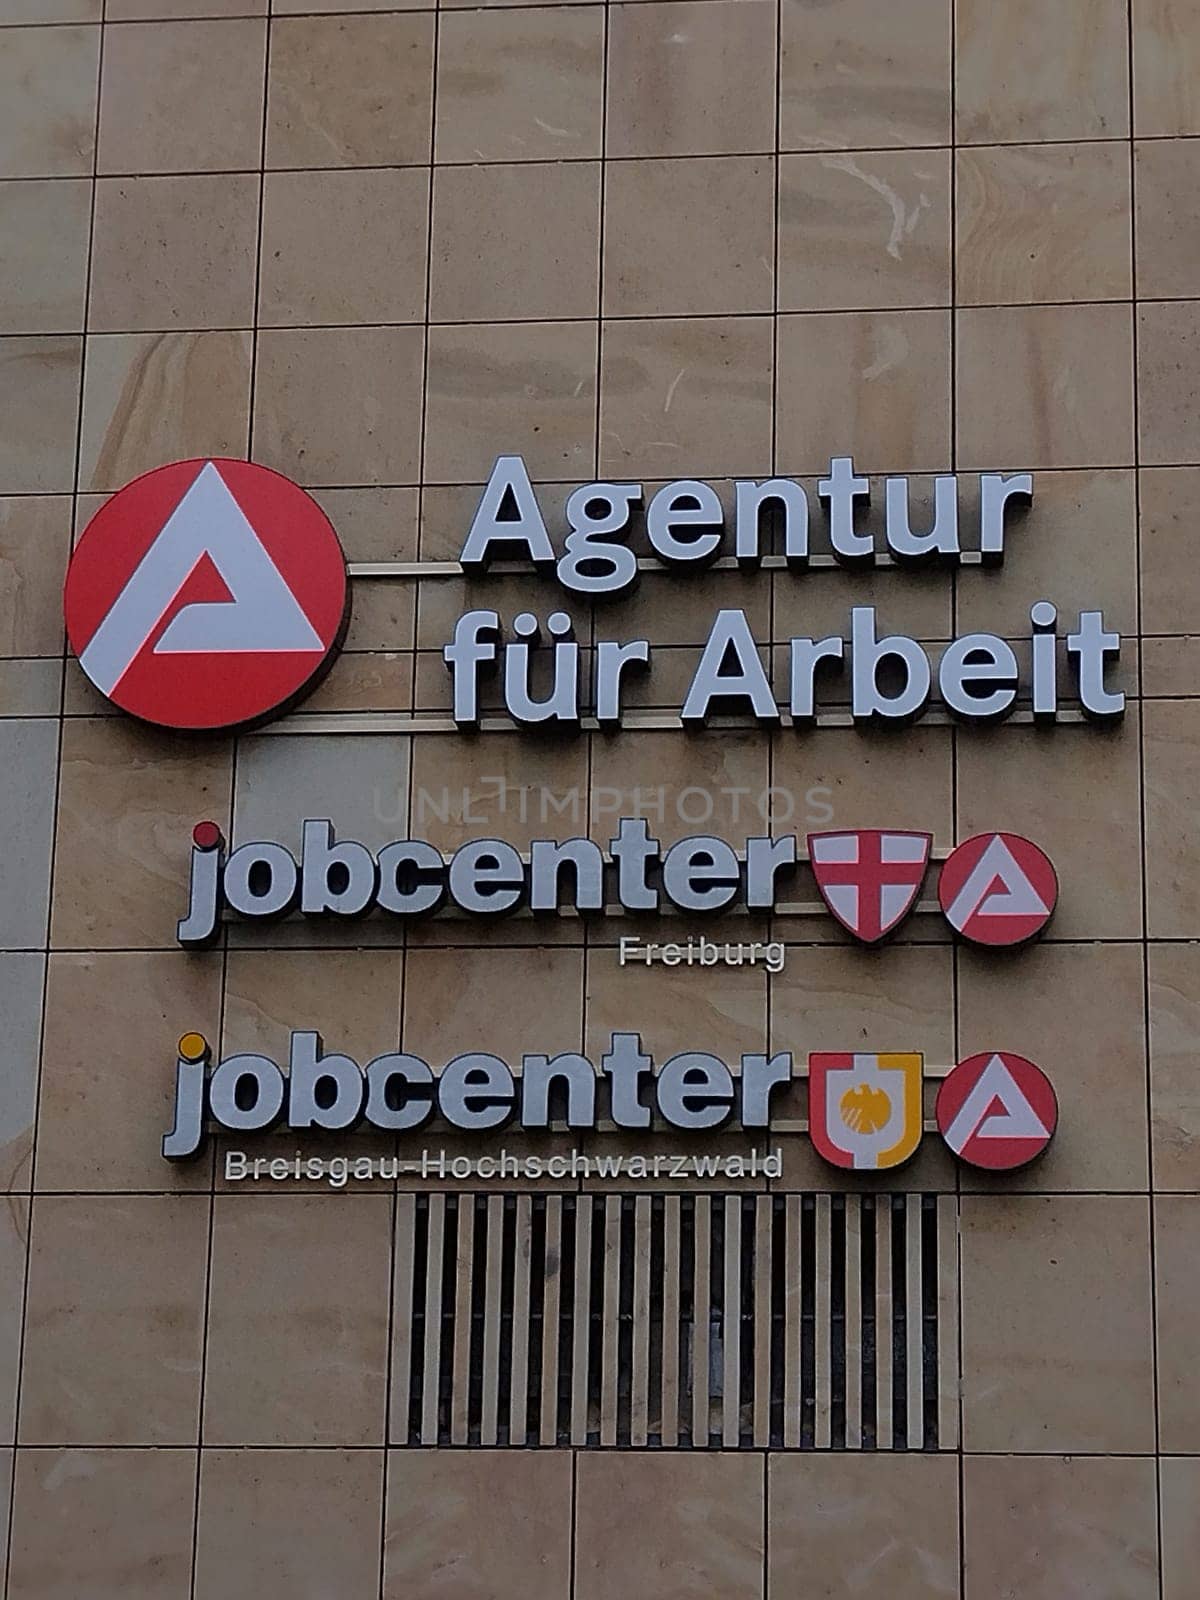 Agentur
für Arbeit
UNLIMPHOTOS
jobcenter
Freiburg
jobcenter
Breisgau-Hochschwarzwald